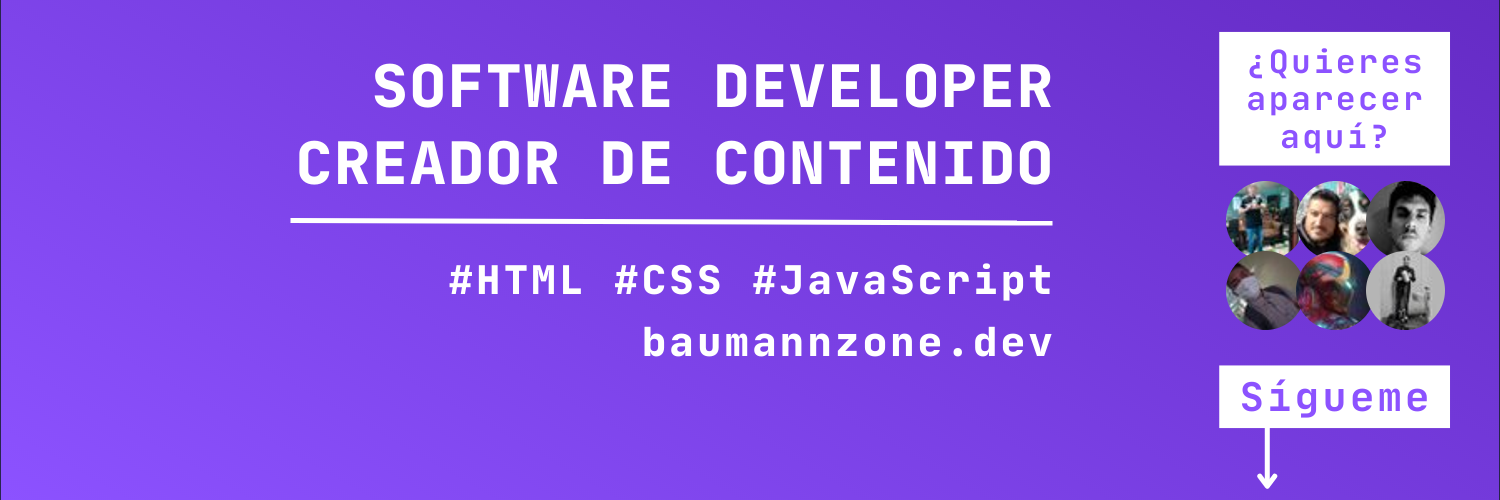 SOFTWARE DEVELOPER
CREADOR DE CONTENIDO
#HTML #CSS #JavaScript
baumannzone.dev
¿Quieres
aparecer
aquí?
Sígueme